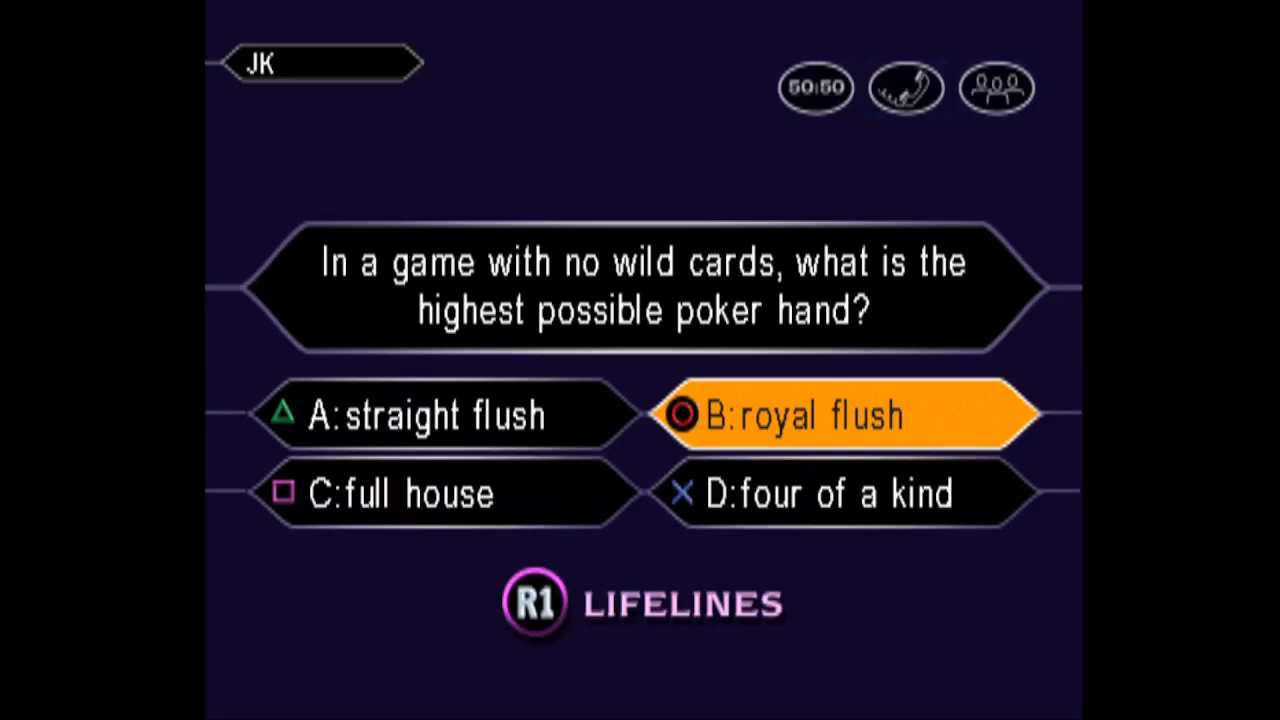 JK
50:50
In a game with no wild cards, what is the
highest possible poker hand?
A:straight flush
B:royal flush
C:full house
D:four of a kind
R1 LIFELINES